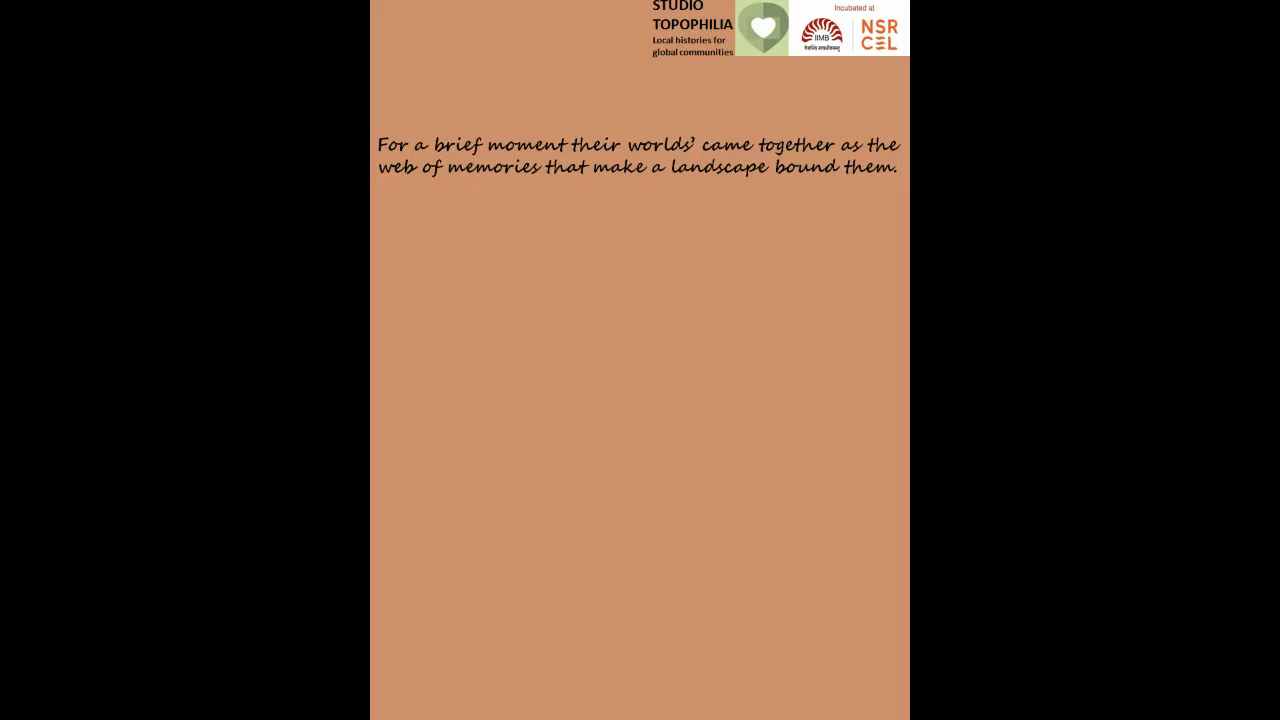 STUDIO
TOPOPHILIA
Local histories for
global communities
Incubated at
IIMB
NSR
CEL
For a brief moment their worlds’ came together as the
web of memories that make a landscape bound them.